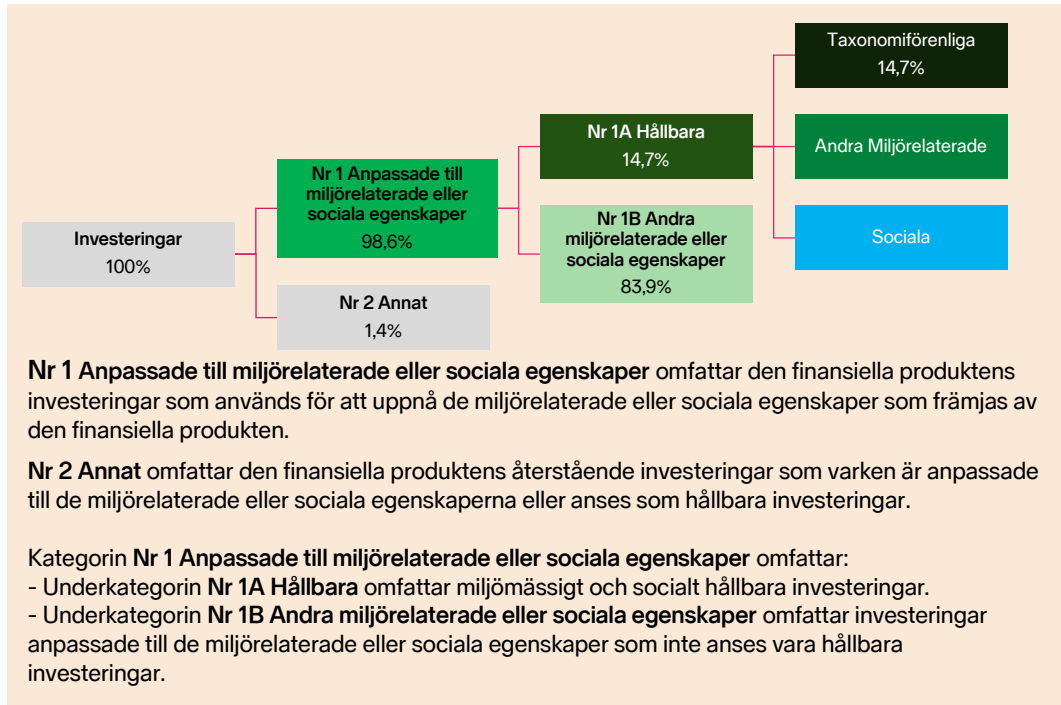 Investeringar
100%
Nr 1 Anpassade till
miljörelaterade eller
sociala egenskaper
98,6%
Nr 2 Annat
1,4%
Nr 1A Hållbara
14,7%
Nr 1B Andra
miljörelaterade eller
sociala egenskaper
83,9%
Taxonomiförenliga
14,7%
Andra Miljörelaterade
Sociala
Nr 1 Anpassade till miljörelaterade eller sociala egenskaper omfattar den finansiella produktens
investeringar som används för att uppnå de miljörelaterade eller sociala egenskaper som främjas av
den finansiella produkten.
Nr 2 Annat omfattar den finansiella produktens återstående investeringar som varken är anpassade
till de miljörelaterade eller sociala egenskaperna eller anses som hållbara investeringar.
Kategorin Nr 1 Anpassade till miljörelaterade eller sociala egenskaper omfattar:
- Underkategorin Nr 1A Hållbara omfattar miljömässigt och socialt hållbara investeringar.
- Underkategorin Nr 1B Andra miljörelaterade eller sociala egenskaper omfattar investeringar
anpassade till de miljörelaterade eller sociala egenskaper som inte anses vara hållbara
investeringar.